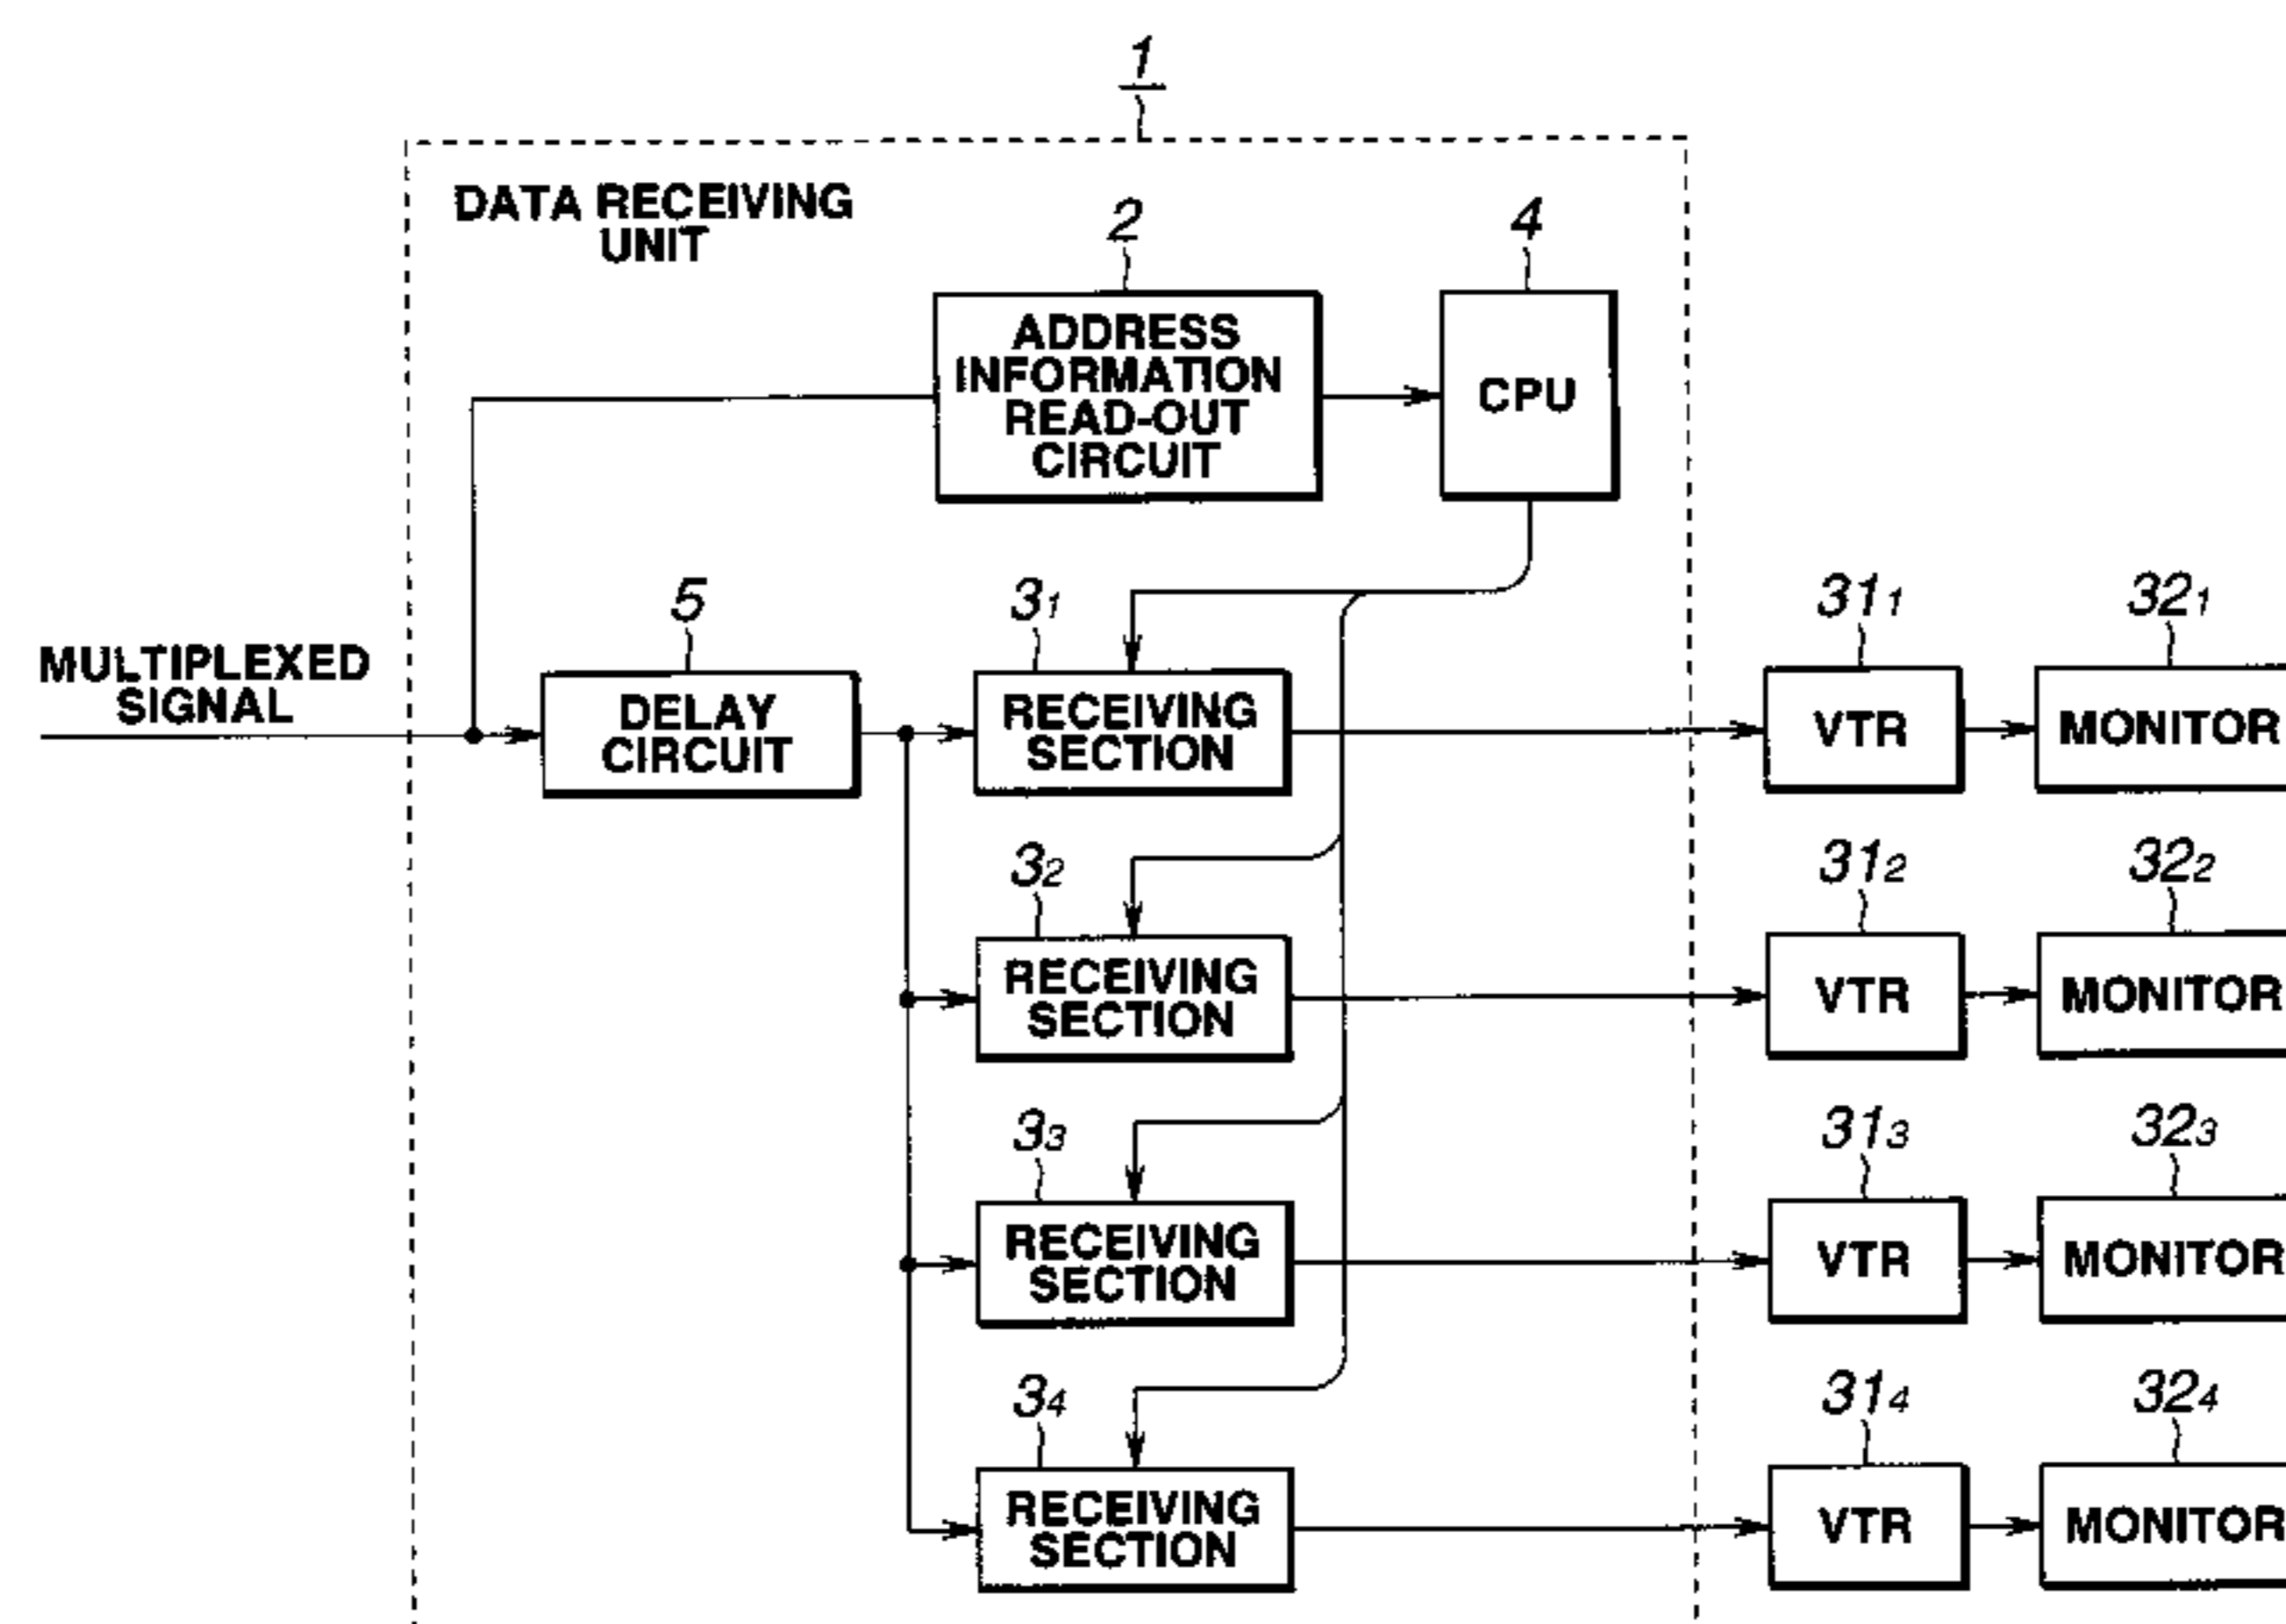 1
DATA RECEIVING
UNIT
2
4
ADDRESS
INFORMATION
READ-OUT
CIRCUIT
CPU
MULTIPLEXED
SIGNAL
5
DELAY
CIRCUIT
31
RECEIVING
SECTION
311
VTR
321
MONITOR
32
RECEIVING
SECTION
312
VTR
322
MONITOR
33
RECEIVING
SECTION
313
VTR
323
MONITOR
34
RECEIVING
SECTION
314
VTR
324
MONITOR